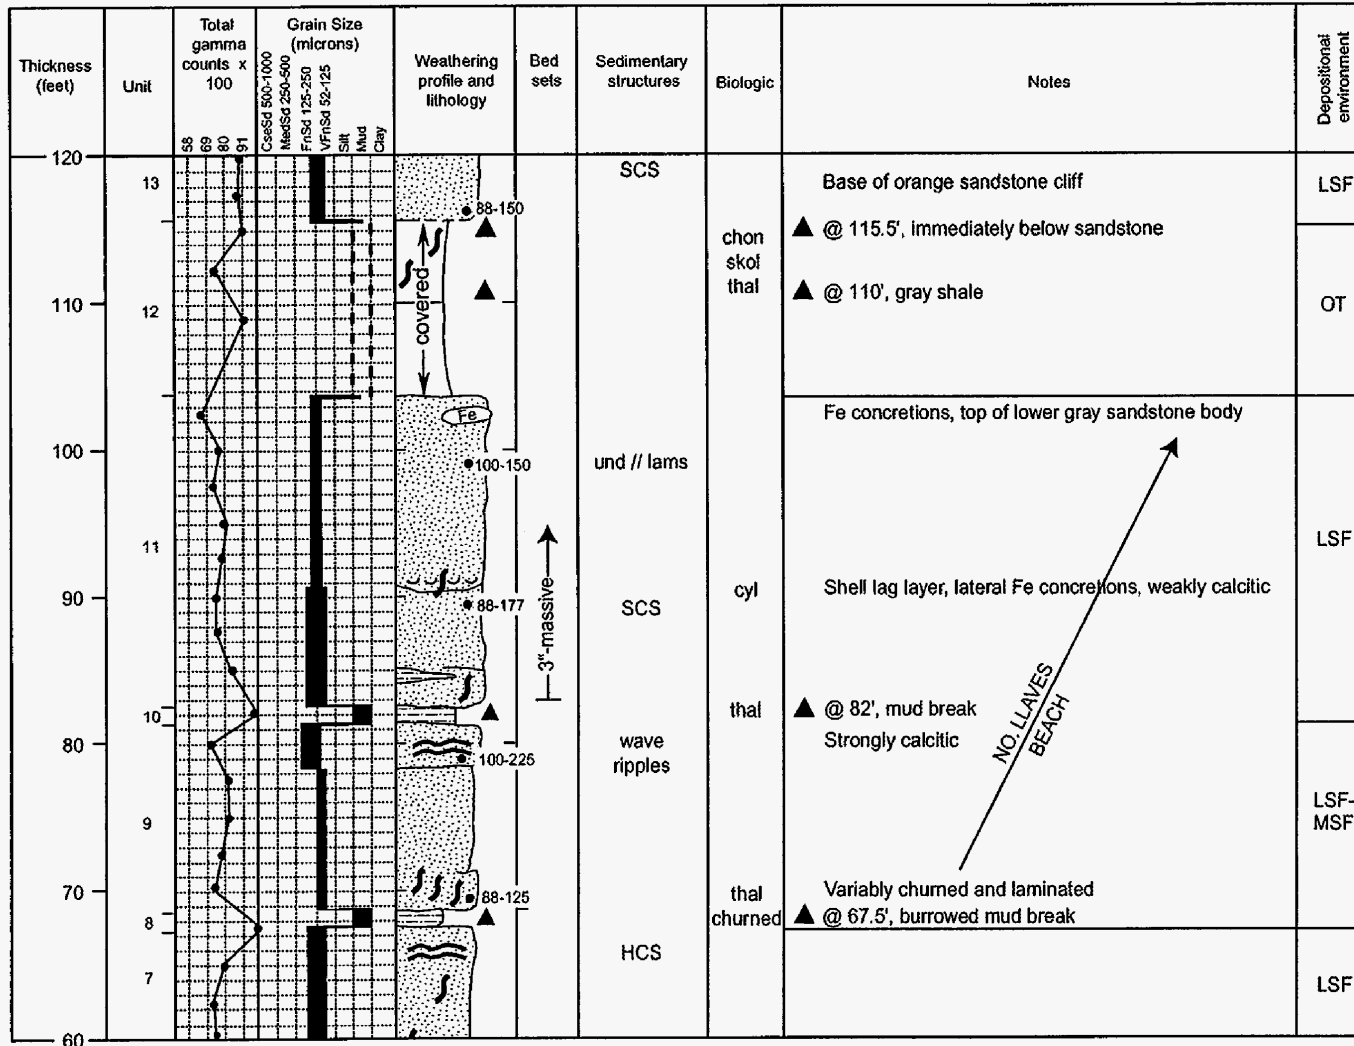 Thickness
(feet)
Unit
Total
gamma
counts x
100
58
69
80
91
Grain Size
(microns)
CseSd 500-1000
MedSd 250-500
FnSd 125-250
VFnSd 52-125
Silt
Mud
Clay
Weathering
profile and
lithology
Bed
sets
Sedimentary
structures
Biologic
Notes
Depositional
environment
120
13
88-150
SCS
Base of orange sandstone cliff
LSF
@ 115.5', immediately below sandstone
chon
skol
thal
covered
@ 110', gray shale
110
12
OT
Fe
Fe concretions, top of lower gray sandstone body
100
100-150
und // lams
11
3"-massive
LSF
90
88-177
SCS
cyl
Shell lag layer, lateral Fe concretions, weakly calcitic
10
thal
@ 82', mud break
Strongly calcitic
NO. LLAVES
BEACH
80
100-225
wave
ripples
9
LSF-
MSF
70
88-125
thal
churned
Variably churned and laminated
@ 67.5', burrowed mud break
8
HCS
7
LSF
60